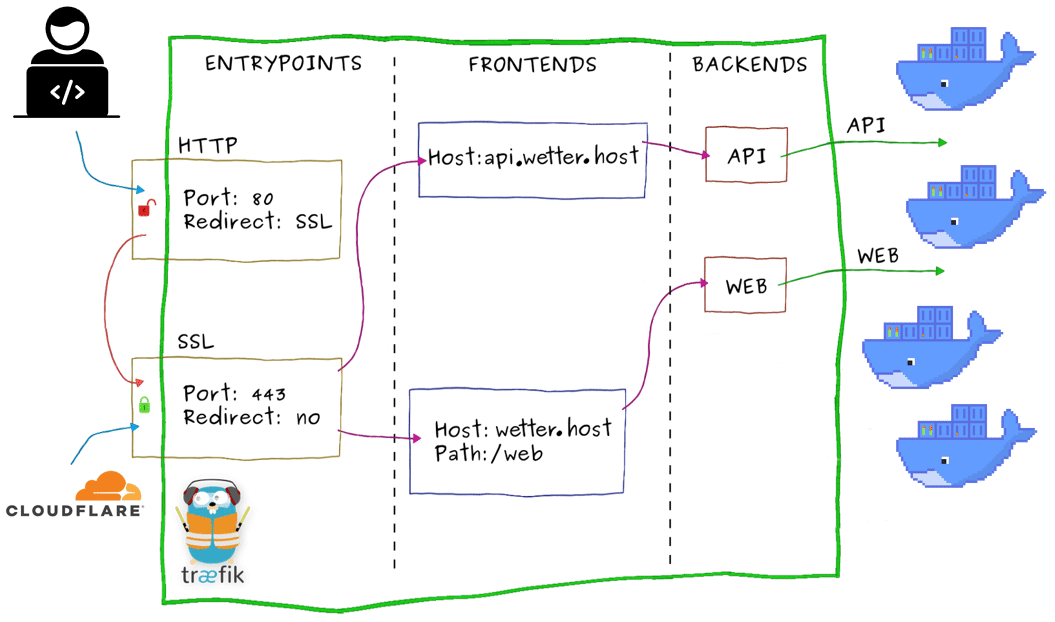 </>
ENTRYPOINTS
FRONTENDS
BACKENDS
HTTP
Port: 80
Redirect: SSL
SSL
Port: 443
Redirect: no
Host:api.wetter.host
Host: wetter.host
Path:/web
API
WEB
API
WEB
CLOUDFLARE
træfik